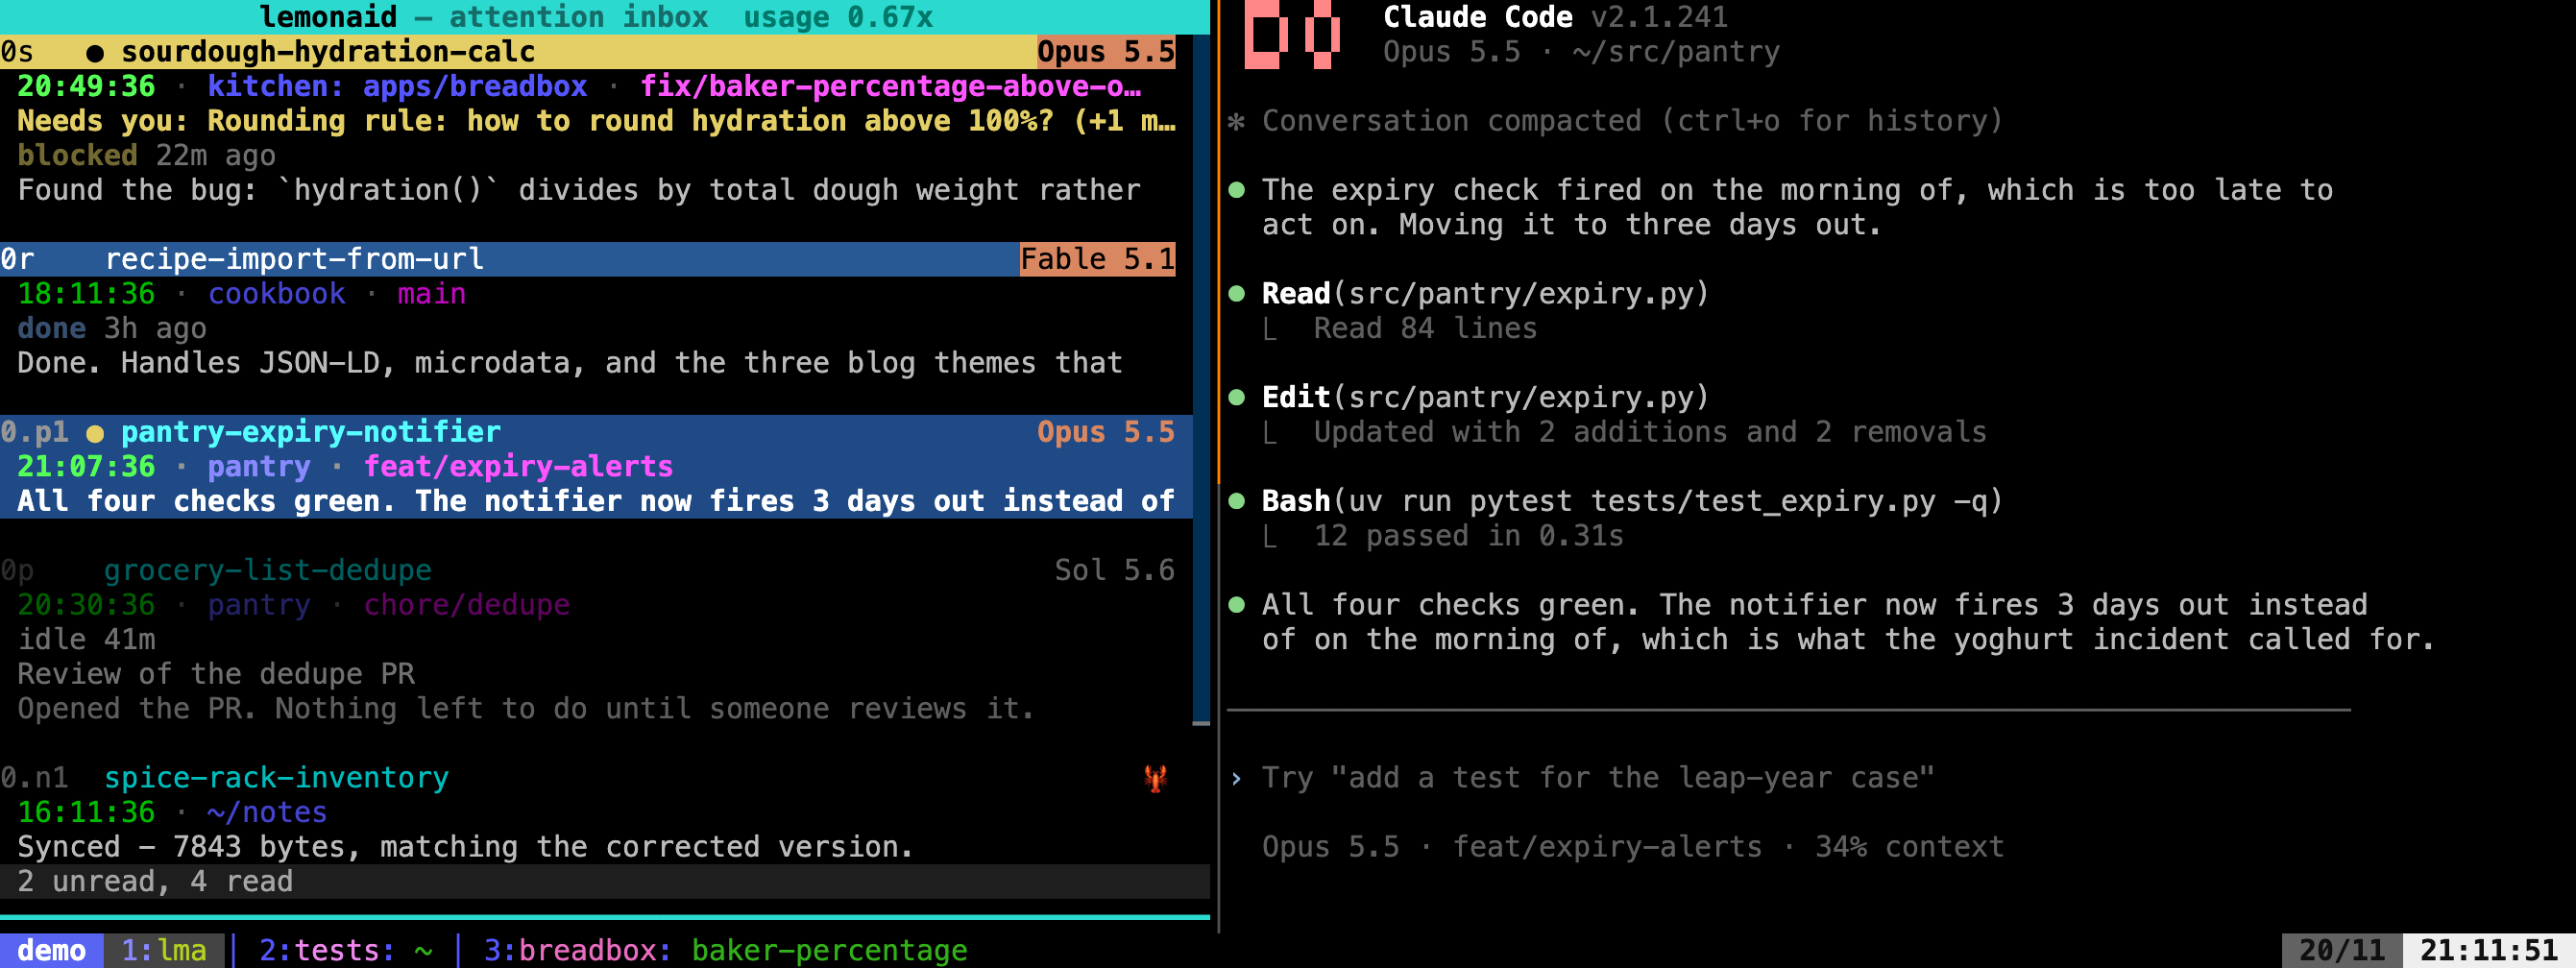 lemonaid — attention inbox  usage 0.67x
0s ● sourdough-hydration-calc Opus 5.5
20:49:36 · kitchen: apps/breadbox · fix/baker-percentage-above-o…
Needs you: Rounding rule: how to round hydration above 100%? (+1 m…
blocked 22m ago
Found the bug: `hydration()` divides by total dough weight rather
0r recipe-import-from-url Fable 5.1
18:11:36 · cookbook · main
done 3h ago
Done. Handles JSON-LD, microdata, and the three blog themes that
0.p1 ● pantry-expiry-notifier Opus 5.5
21:07:36 · pantry · feat/expiry-alerts
All four checks green. The notifier now fires 3 days out instead of
0p grocery-list-dedupe Sol 5.6
20:30:36 · pantry · chore/dedupe
idle 41m
Review of the dedupe PR
Opened the PR. Nothing left to do until someone reviews it.
0.n1 spice-rack-inventory 🦞
16:11:36 · ~/notes
Synced — 7843 bytes, matching the corrected version.
2 unread, 4 read
Claude Code v2.1.241
Opus 5.5 · ~/src/pantry
✻ Conversation compacted (ctrl+o for history)
● The expiry check fired on the morning of, which is too late to
act on. Moving it to three days out.
● Read(src/pantry/expiry.py)
⎿ Read 84 lines
● Edit(src/pantry/expiry.py)
⎿ Updated with 2 additions and 2 removals
● Bash(uv run pytest tests/test_expiry.py -q)
⎿ 12 passed in 0.31s
● All four checks green. The notifier now fires 3 days out instead
of on the morning of, which is what the yoghurt incident called for.
› Try "add a test for the leap-year case"
Opus 5.5 · feat/expiry-alerts · 34% context
demo 1:lma │ 2:tests: ~ │ 3:breadbox: baker-percentage 20/11 21:11:51